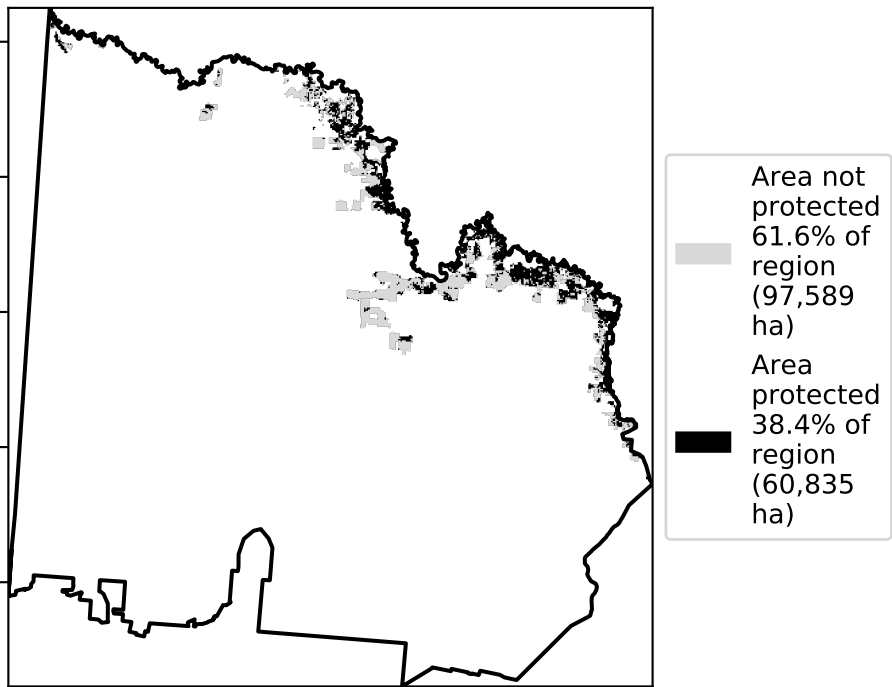 Area not
protected
61.6% of
region
(97,589
ha)
Area
protected
38.4% of
region
(60,835
ha)